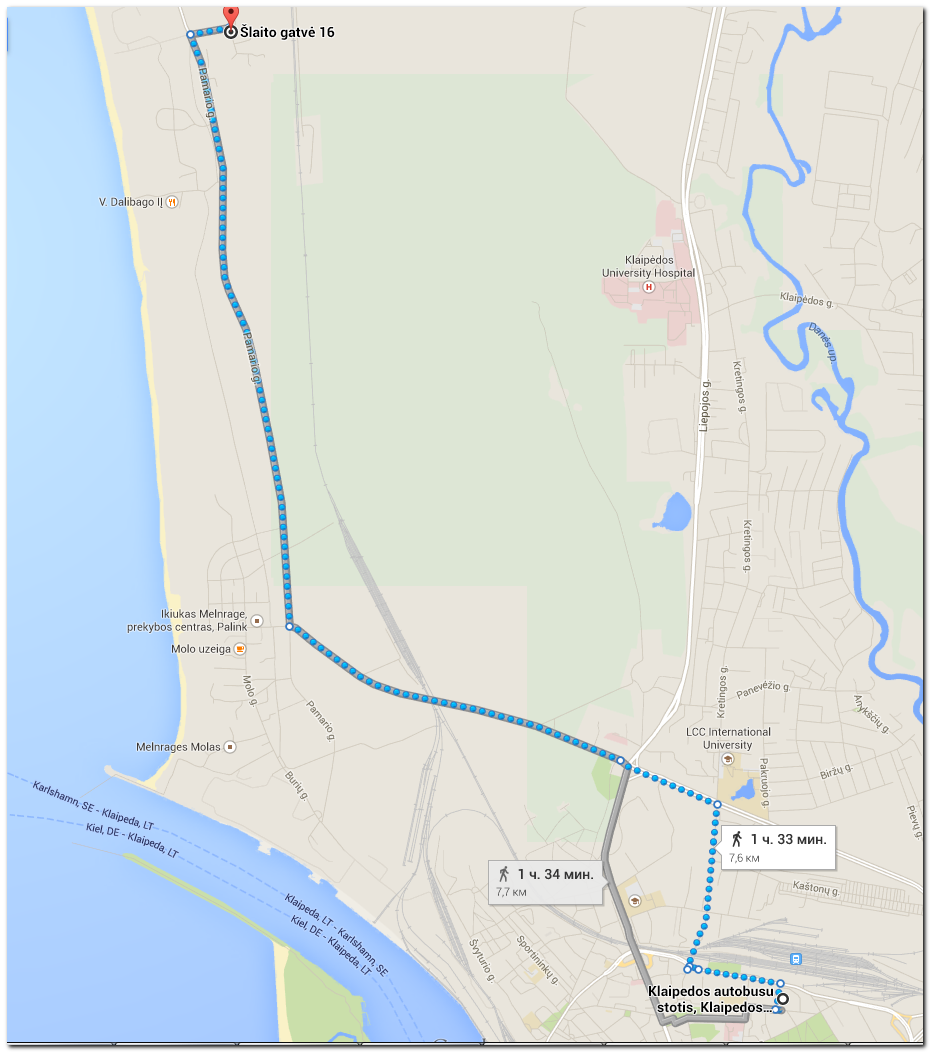 Šlaito gatvė 16
Pamario g.
V. Dalibago IĮ
Klaipėdos
University Hospital
H
Klaipėdos g.
Danės up.
Pamario g.
Kretingos g.
Liepojos g.
Kretingos g.
Ikiukas Melnrage,
prekybos centras, Palink
Molo uzeiga
Molo g.
Pamario g.
Kretingos g.
Panevėžio g.
Anykščių g.
LCC International
University
Melnrages Molas
Pakruojo g.
Biržų g.
Burių g.
Karlshamn, SE - Klaipeda, LT
Kiel, DE - Klaipeda, LT
Pievų g.
1 ч. 33 мин.
7,6 км
1 ч. 34 мин.
7,7 км
Kaštonų g.
Klaipeda, LT - Karlshamn, SE
Kiel, DE - Klaipeda, LT
Švyturio g.
Sportininkų g.
Klaipedos autobusu
stotis, Klaipedos...